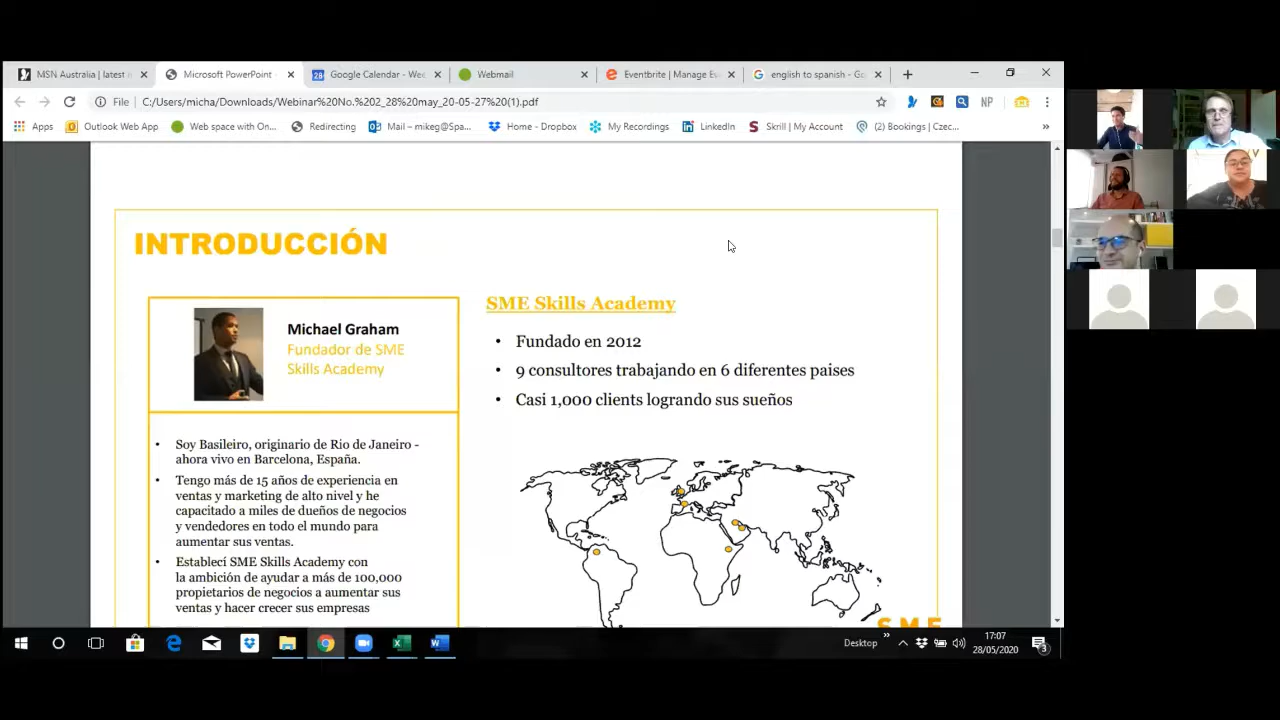 MSN Australia | latest
Microsoft PowerPoint -
Google Calendar - We
Webmail
Eventbrite | Manage Ev
english to spanish - Go
File
C:/Users/micha/Downloads/Webinar%20No.%202_28%20may_20-05-27%20(1).pdf
NP
Apps
Outlook Web App
Web space with On...
Redirecting
Mail – mikeg@Spa...
Home - Dropbox
My Recordings
LinkedIn
Skrill | My Account
(2) Bookings | Czec...
INTRODUCCIÓN
Michael Graham
Fundador de SME
Skills Academy
• Soy Basileiro, originario de Rio de Janeiro -
ahora vivo en Barcelona, España.
• Tengo más de 15 años de experiencia en
ventas y marketing de alto nivel y he
capacitado a miles de dueños de negocios
y vendedores en todo el mundo para
aumentar sus ventas.
• Establecí SME Skills Academy con
la ambición de ayudar a más de 100,000
propietarios de negocios a aumentar sus
ventas y hacer crecer sus empresas
SME Skills Academy
• Fundado en 2012
• 9 consultores trabajando en 6 diferentes paises
• Casi 1,000 clients logrando sus sueños
SME
Desktop
17:07
28/05/2020
3